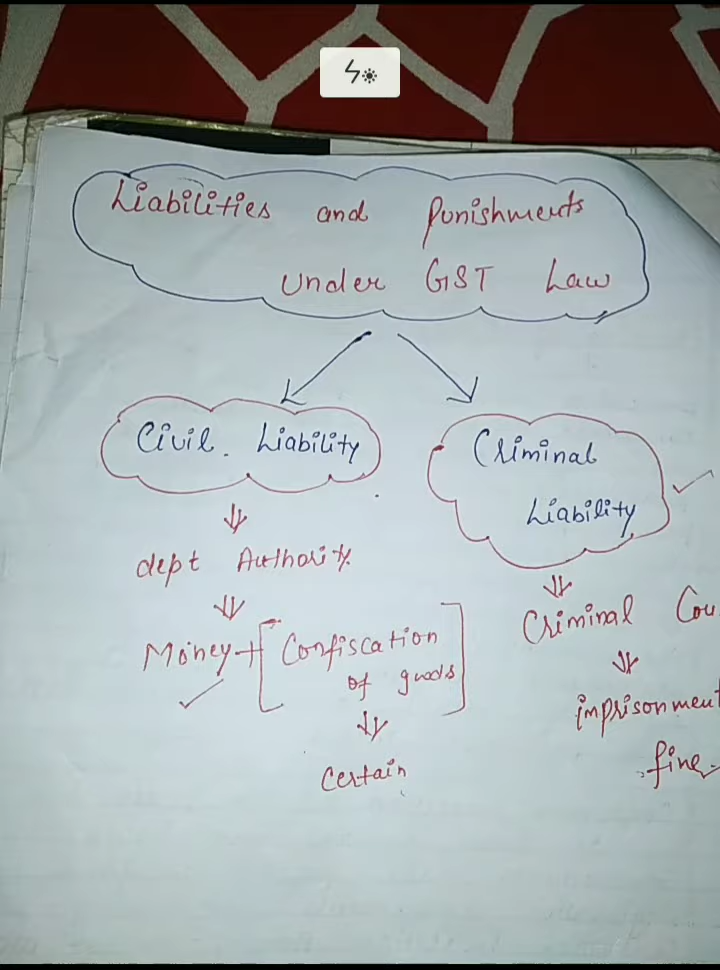 Liabilities and Punishments
Under GST Law
Civil. Liability
Criminal
Liability
dept Authority
Criminal Cou
Money + [Confiscation
of goods]
imprisonment
fine
Certain